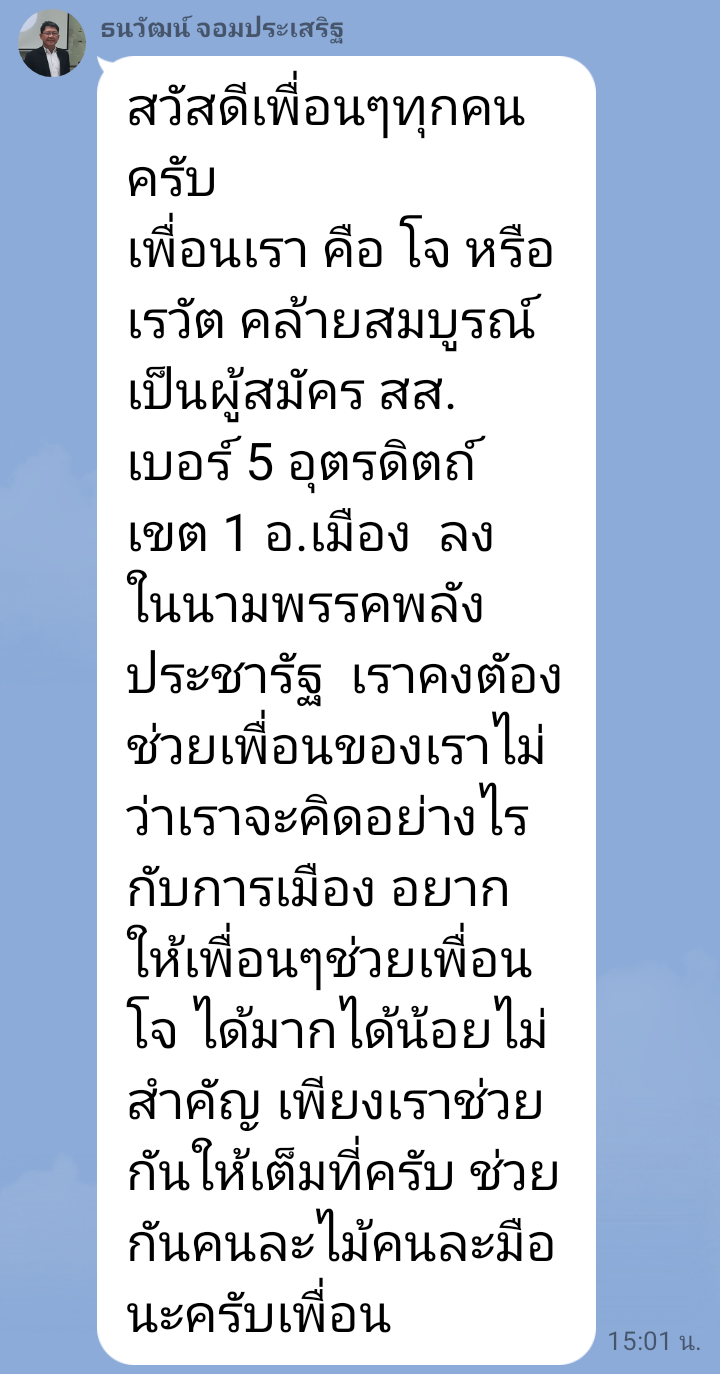 ธนวัฒน์ จอมประเสริฐ
สวัสดีเพื่อนๆทุกคน
ครับ
เพื่อนเรา คือ โจ หรือ
เรวัต คล้ายสมบูรณ์
เป็นผู้สมัคร สส.
เบอร์ 5 อุตรดิตถ์
เขต 1 อ.เมือง  ลง
ในนามพรรคพลัง
ประชารัฐ  เราคงต้อง
ช่วยเพื่อนของเราไม่
ว่าเราจะคิดอย่างไร
กับการเมือง อยาก
ให้เพื่อนๆช่วยเพื่อน
โจ ได้มากได้น้อยไม่
สำคัญ เพียงเราช่วย
กันให้เต็มที่ครับ ช่วย
กันคนละไม้คนละมือ
นะครับเพื่อน
15:01 น.